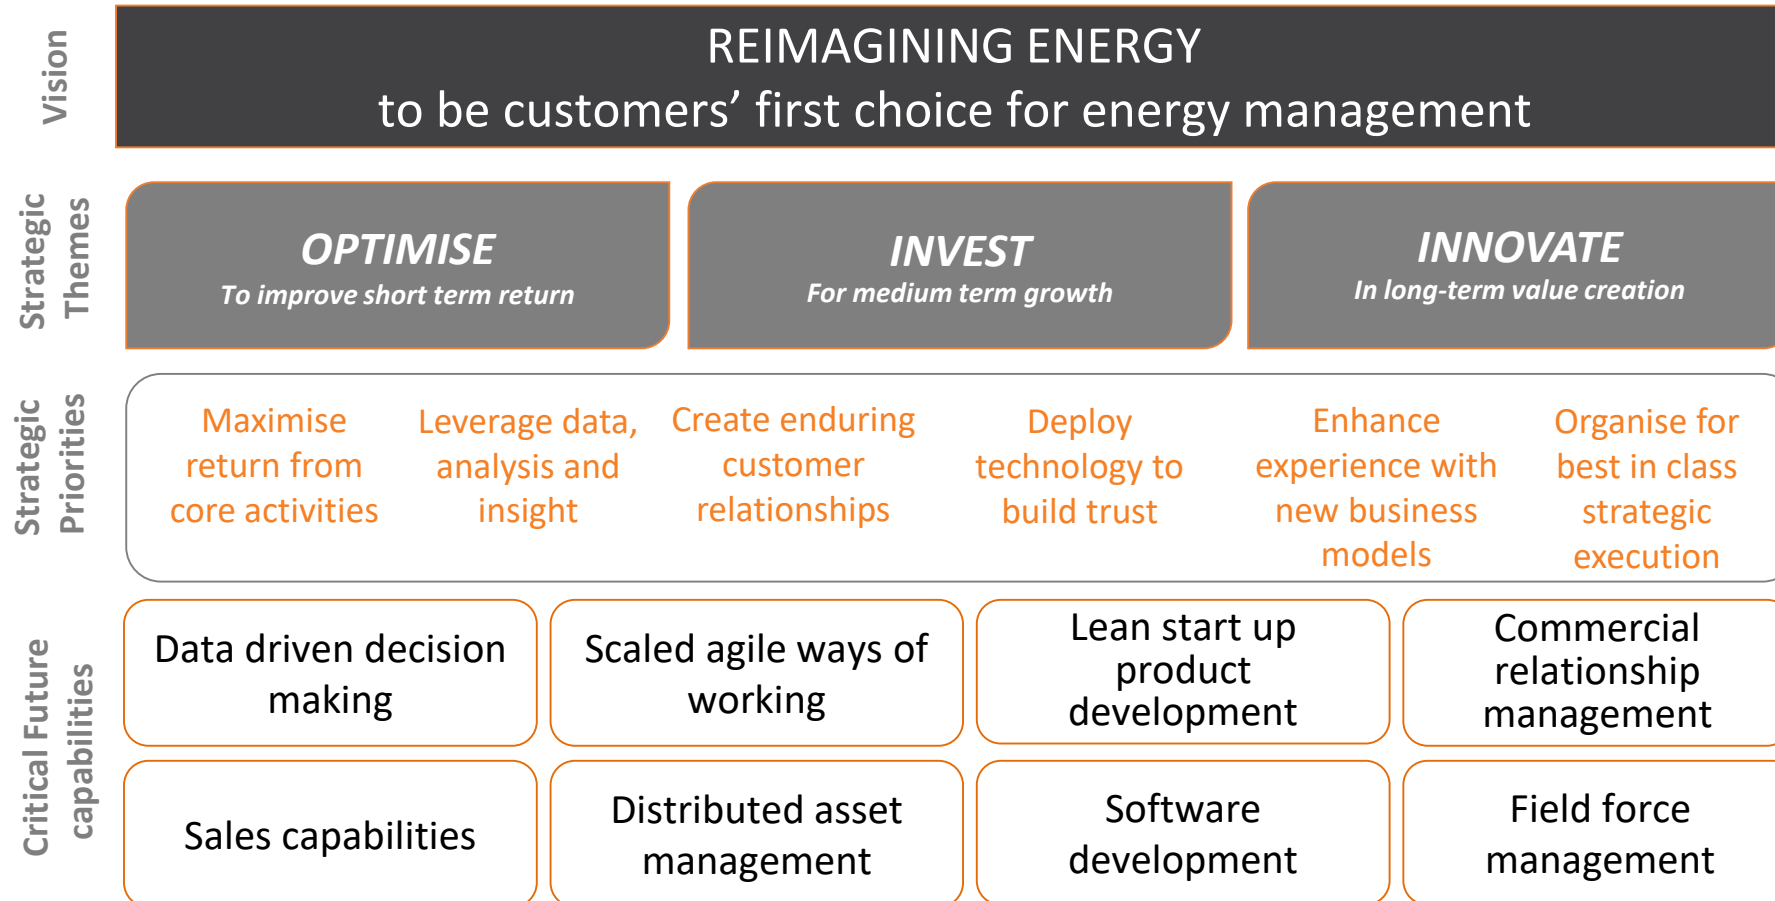 Vision
REIMAGINING ENERGY
to be customers’ first choice for energy management
Strategic
Themes
OPTIMISE
To improve short term return
INVEST
For medium term growth
INNOVATE
In long-term value creation
Strategic
Priorities
Maximise
return from
core activities
Leverage data,
analysis and
insight
Create enduring
customer
relationships
Deploy
technology to
build trust
Enhance
experience with
new business
models
Organise for
best in class
strategic
execution
Critical Future
capabilities
Data driven decision
making
Scaled agile ways of
working
Lean start up
product
development
Commercial
relationship
management
Sales capabilities
Distributed asset
management
Software
development
Field force
management